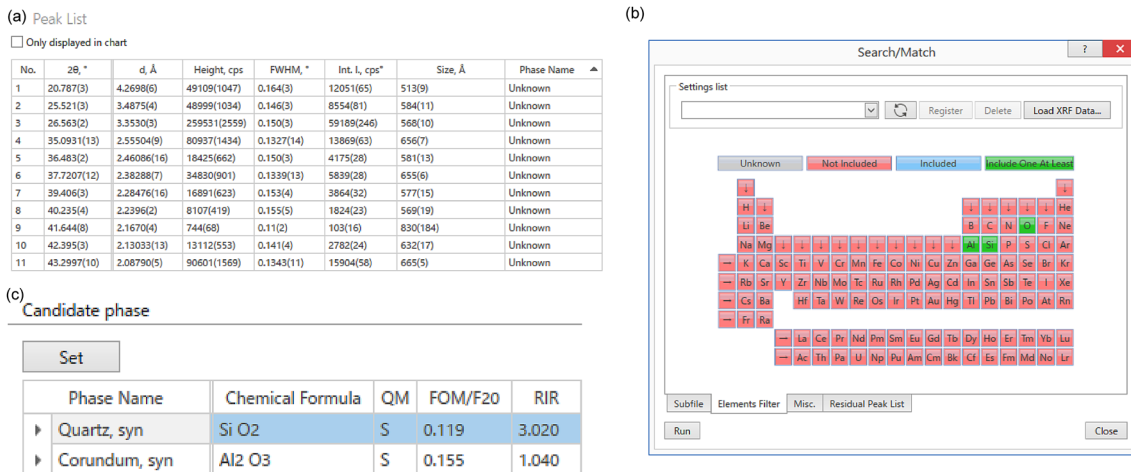 (a) Peak List
Only displayed in chart
No. 2θ, ° d, Å Height, cps FWHM, ° Int. I., cps° Size, Å Phase Name
1 20.787(3) 4.2698(6) 49109(1047) 0.164(3) 12051(65) 513(9) Unknown
2 25.521(3) 3.4875(4) 48999(1034) 0.146(3) 8554(81) 584(11) Unknown
3 26.563(2) 3.3530(3) 259531(2559) 0.150(3) 59189(246) 568(10) Unknown
4 35.0931(13) 2.55504(9) 80937(1434) 0.1327(14) 13869(63) 656(7) Unknown
5 36.483(2) 2.46086(16) 18425(662) 0.150(3) 4175(28) 581(13) Unknown
6 37.7207(12) 2.38288(7) 34830(901) 0.1339(13) 5839(28) 655(6) Unknown
7 39.406(3) 2.28476(16) 16891(623) 0.153(4) 3864(32) 577(15) Unknown
8 40.235(4) 2.2396(2) 8107(419) 0.155(5) 1824(23) 569(19) Unknown
9 41.644(8) 2.1670(4) 744(68) 0.11(2) 103(16) 830(184) Unknown
10 42.395(3) 2.13033(13) 13112(553) 0.141(4) 2782(24) 632(17) Unknown
11 43.2997(10) 2.08790(5) 90601(1569) 0.1343(11) 15904(58) 665(5) Unknown
(b)
Search/Match
? X
Settings list
Register Delete Load XRF Data...
Unknown Not Included Included Include One At Least
↓ ↓
H ↓ ↓ ↓ ↓ ↓ ↓ He
Li Be B C N O F Ne
Na Mg ↓ ↓ ↓ ↓ ↓ ↓ ↓ ↓ ↓ ↓ Al Si P S Cl Ar
→ K Ca Sc Ti V Cr Mn Fe Co Ni Cu Zn Ga Ge As Se Br Kr
→ Rb Sr Y Zr Nb Mo Tc Ru Rh Pd Ag Cd In Sn Sb Te I Xe
→ Cs Ba Hf Ta W Re Os Ir Pt Au Hg Tl Pb Bi Po At Rn
→ Fr Ra
→ La Ce Pr Nd Pm Sm Eu Gd Tb Dy Ho Er Tm Yb Lu
→ Ac Th Pa U Np Pu Am Cm Bk Cf Es Fm Md No Lr
Subfile Elements Filter Misc. Residual Peak List
Run Close
(c)
Candidate phase
Set
Phase Name Chemical Formula QM FOM/F20 RIR
Quartz, syn Si O2 S 0.119 3.020
Corundum, syn Al2 O3 S 0.155 1.040